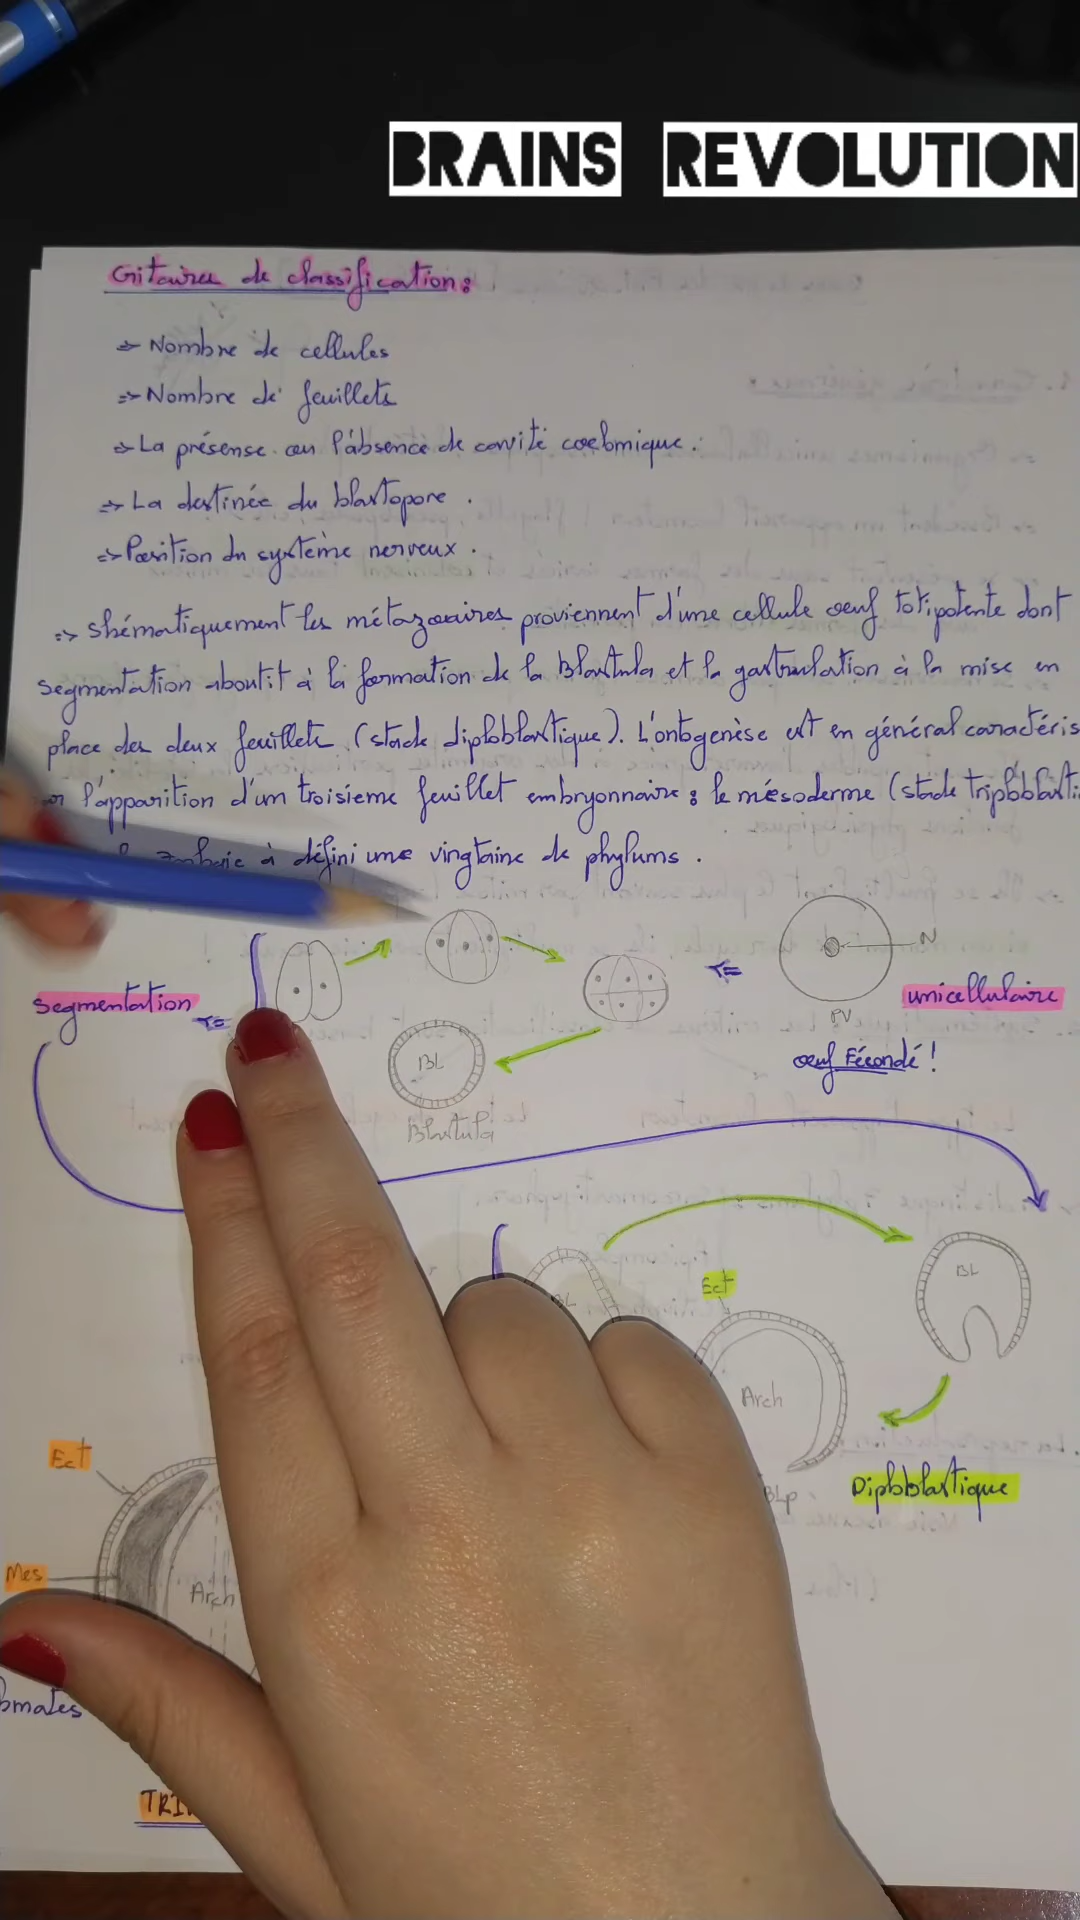 BRAINS REVOLUTION
Critaires de classification :
=> Nombre de cellules
=> Nombre de feuillets
=> La présense ou l'absence de cavité coelomique.
=> La destinée du blastopore .
=> Position du système nerveux .
=> shématiquement les métazoaires proviennent d'une cellule oeuf totipotente dont
segmentation aboutit à la formation de la Blastula et la gastrulation à la mise en
place des deux feuillets (stade diploblastique). L'ontogenèse est en général caractéris
l'apparition d'un troisieme feuillet embryonnaire : le mésoderme (stade triploblasti
à défini une vingtaine de phylums .
N
segmentation
unicellulaire
PV
BL
oeuf Fécondé !
Blastula
BL
BL
Ect
Arch
Ect
Diploblastique
BLp
Mes
Arch
omates
TRI